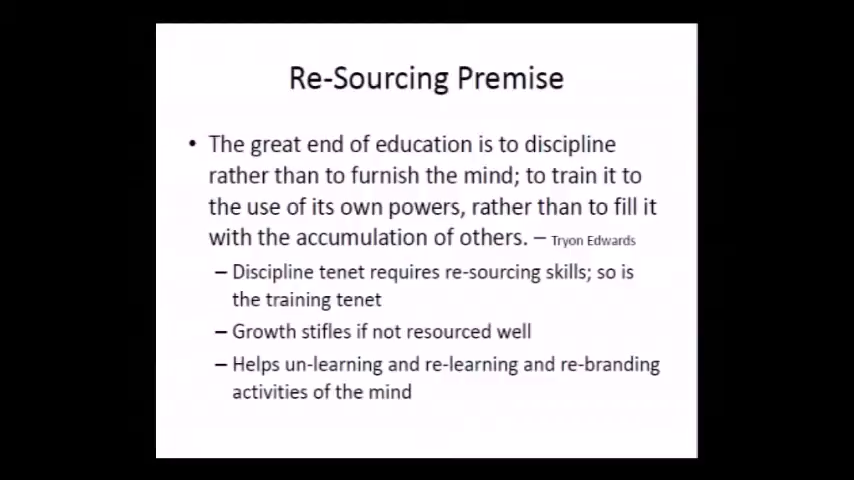 Re-Sourcing Premise
• The great end of education is to discipline
rather than to furnish the mind; to train it to
the use of its own powers, rather than to fill it
with the accumulation of others. – Tryon Edwards
– Discipline tenet requires re-sourcing skills; so is
the training tenet
– Growth stifles if not resourced well
– Helps un-learning and re-learning and re-branding
activities of the mind